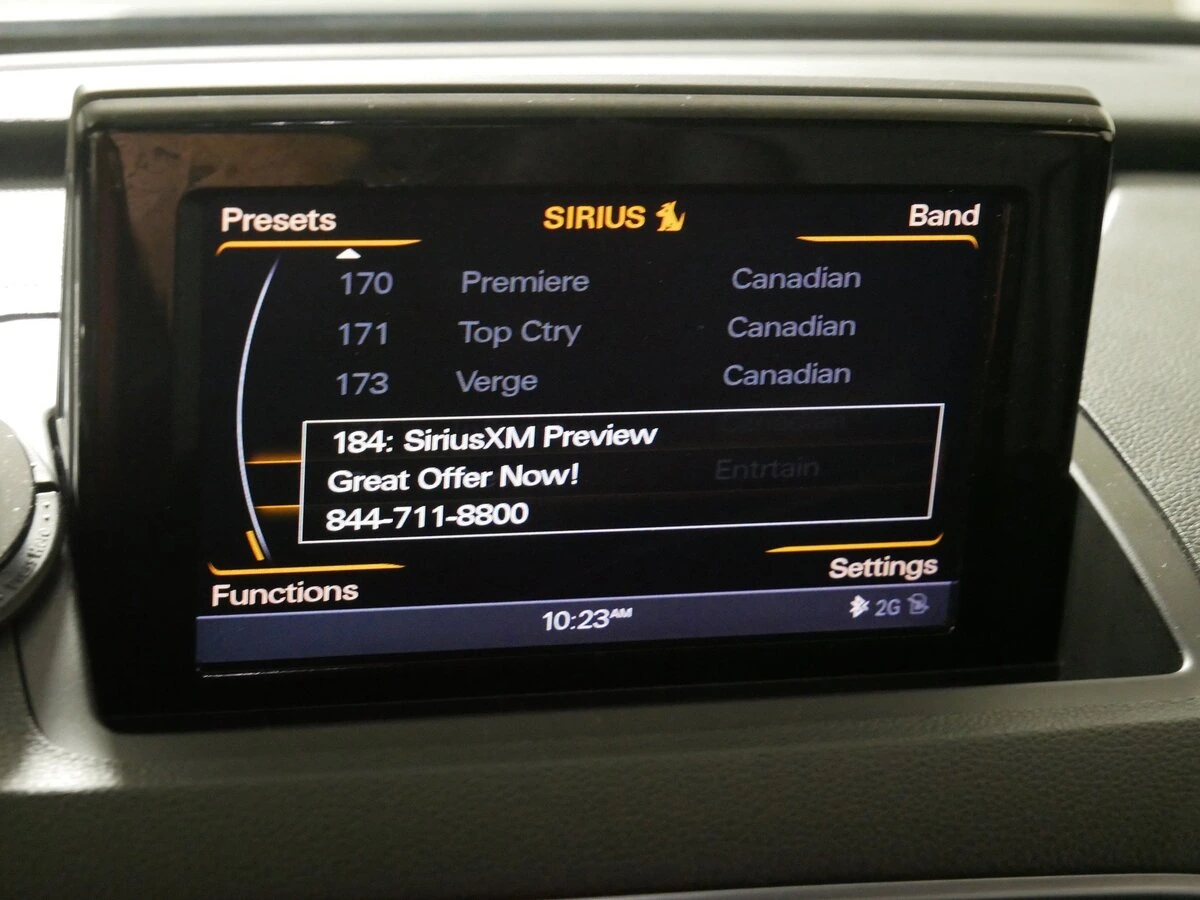 Presets SIRIUS Band
170 Premiere Canadian
171 Top Ctry Canadian
173 Verge Canadian
184: SiriusXM Preview
Great Offer Now!
Entrtain
844-711-8800
Functions Settings
10:23AM 2G